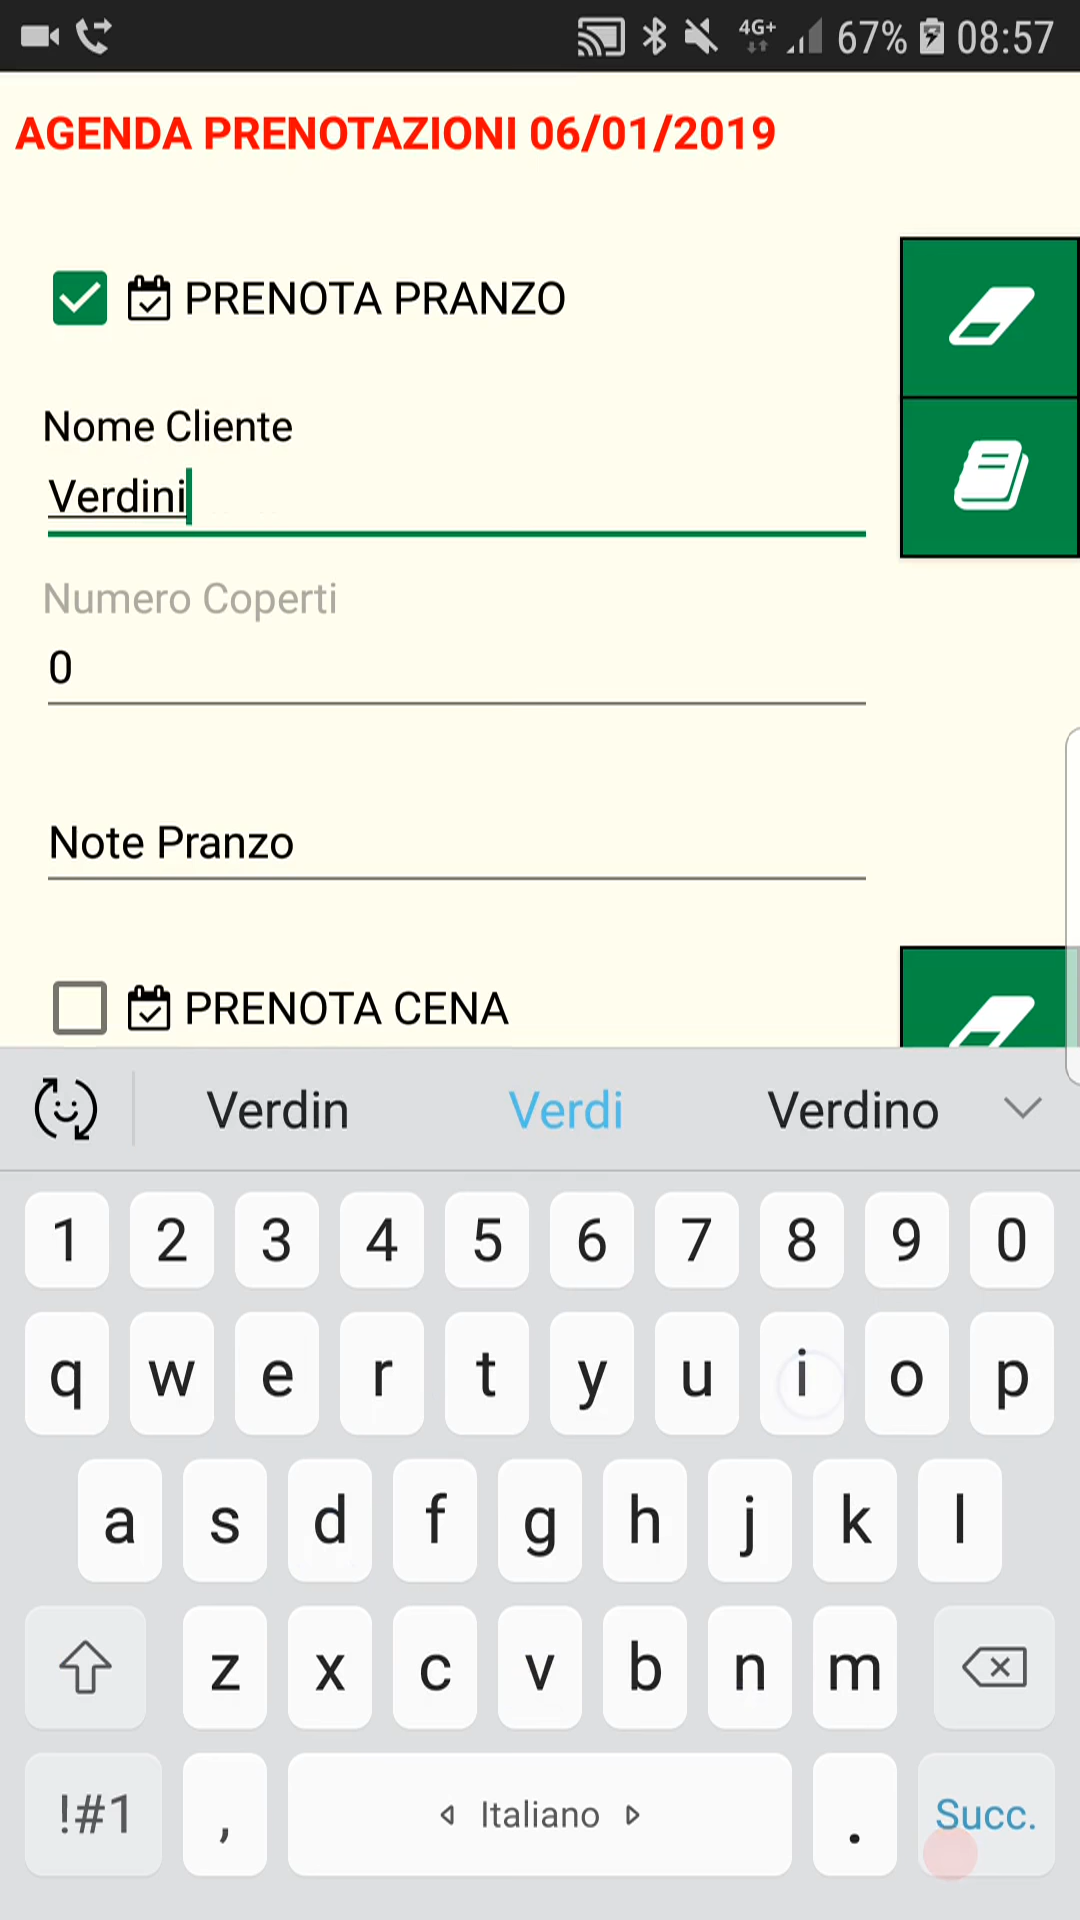 4G+ 67% 08:57
AGENDA PRENOTAZIONI 06/01/2019
PRENOTA PRANZO
Nome Cliente
Verdini
Numero Coperti
0
Note Pranzo
PRENOTA CENA
Verdin Verdi Verdino
1 2 3 4 5 6 7 8 9 0
q w e r t y u i o p
a s d f g h j k l
z x c v b n m
!#1 , Italiano . Succ.